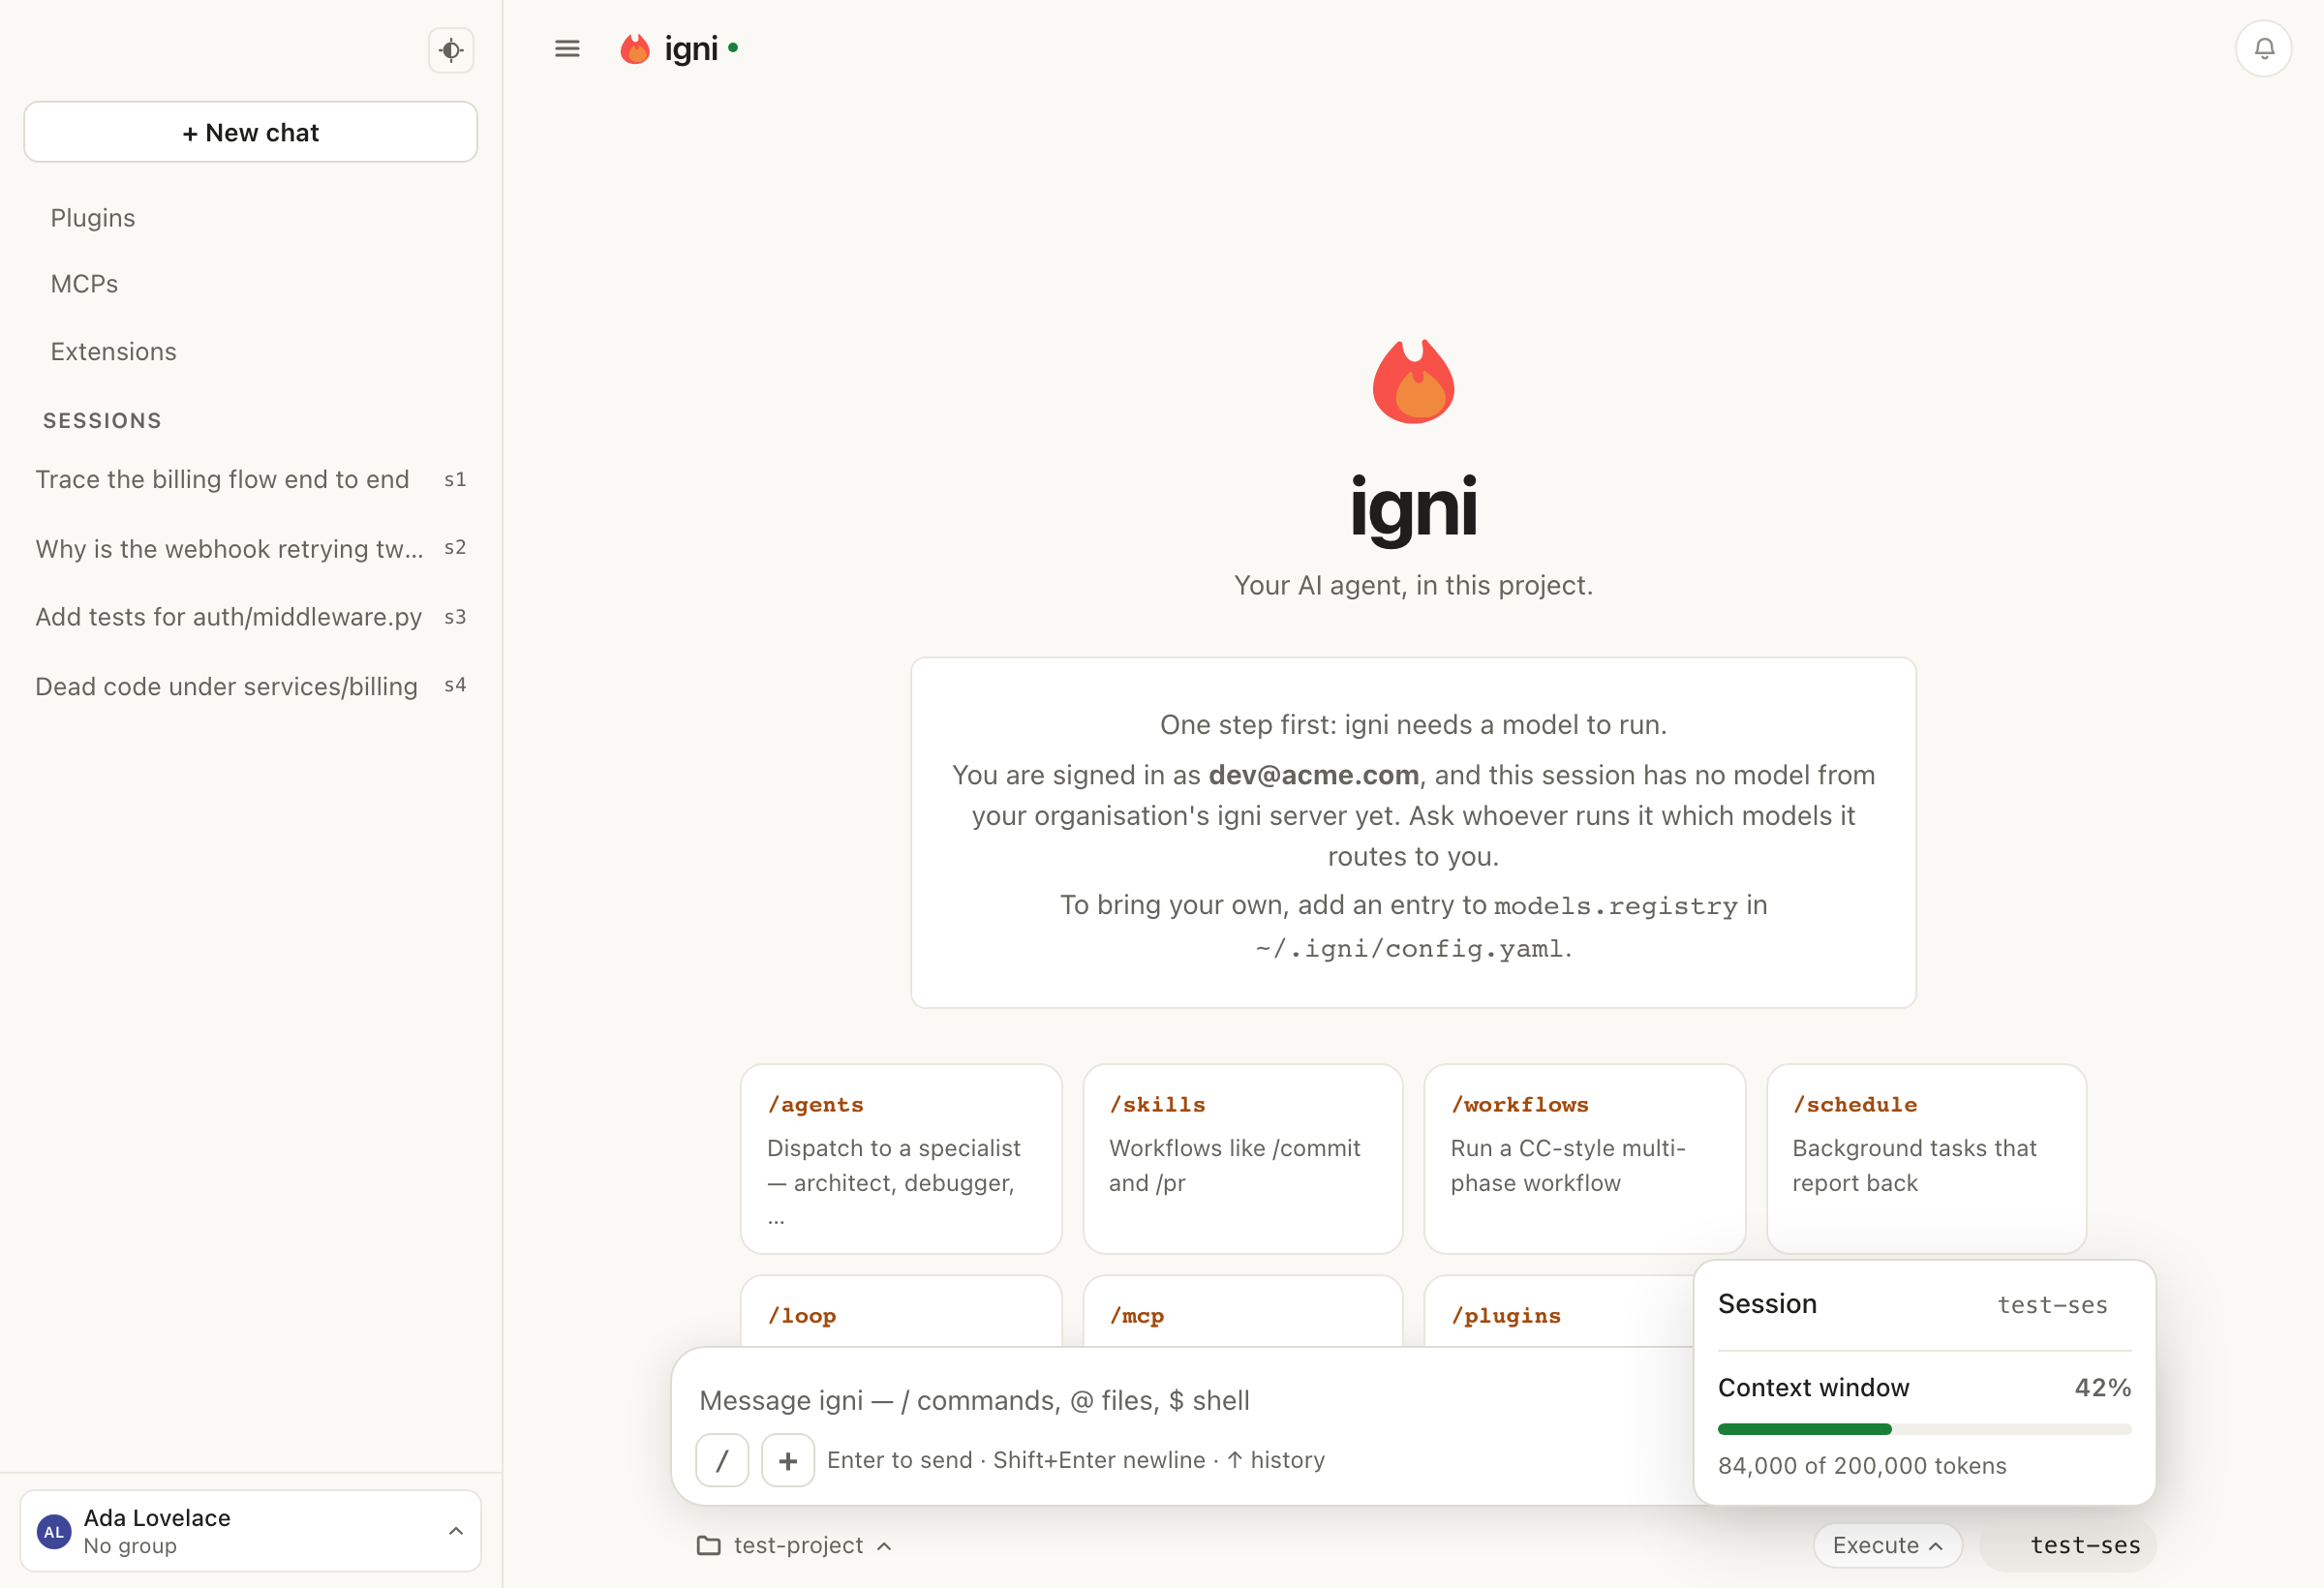 + New chat
Plugins
MCPs
Extensions
SESSIONS
Trace the billing flow end to end s1
Why is the webhook retrying tw... s2
Add tests for auth/middleware.py s3
Dead code under services/billing s4
AL
Ada Lovelace
No group
igni
igni
Your AI agent, in this project.
One step first: igni needs a model to run.
You are signed in as dev@acme.com, and this session has no model from
your organisation's igni server yet. Ask whoever runs it which models it
routes to you.
To bring your own, add an entry to models.registry in
~/.igni/config.yaml.
/agents
Dispatch to a specialist
— architect, debugger,
...
/skills
Workflows like /commit
and /pr
/workflows
Run a CC-style multi-
phase workflow
/schedule
Background tasks that
report back
/loop
/mcp
/plugins
Session test-ses
Context window 42%
84,000 of 200,000 tokens
Message igni — / commands, @ files, $ shell
/ + Enter to send · Shift+Enter newline · ↑ history
test-project
Execute
test-ses